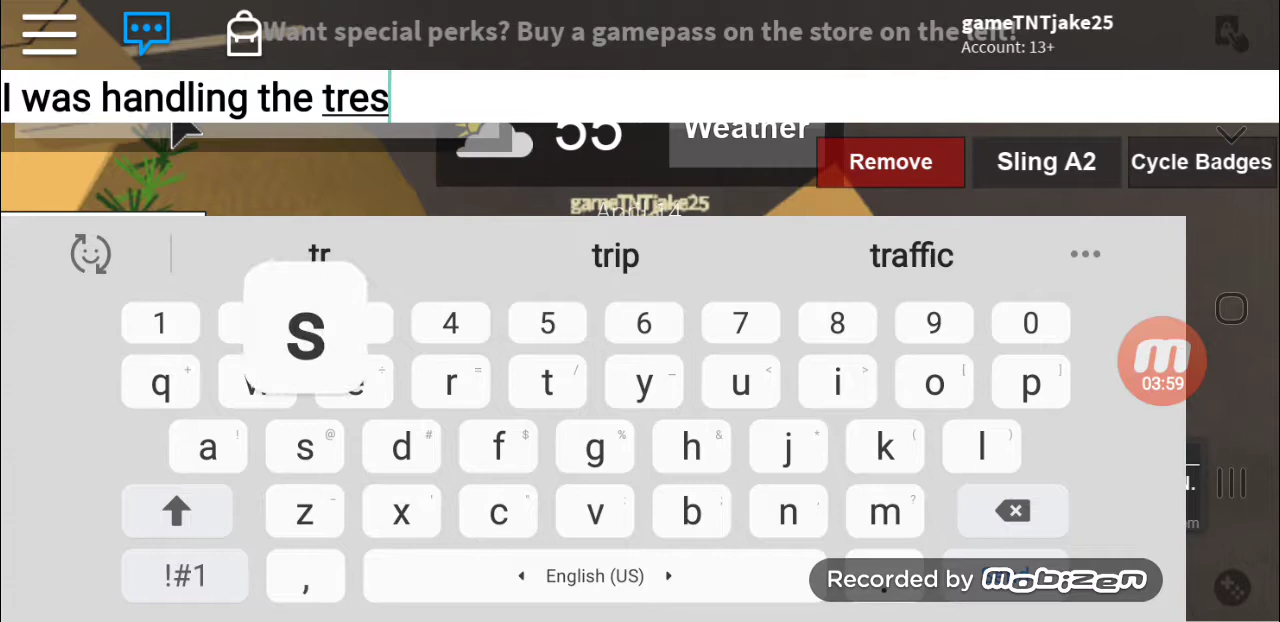 Want special perks? Buy a gamepass on the store on the left!
gameTNTjake25
Account: 13+
I was handling the tres
55
Weather
Remove
Sling A2
Cycle Badges
gameTNTjake25
April 14
tr
trip
traffic
S
1 4 5 6 7 8 9 0
q w e r t y u i o p
a s d f g h j k l
z x c v b n m
!#1 , English (US)
03:59
Recorded by Mobizen